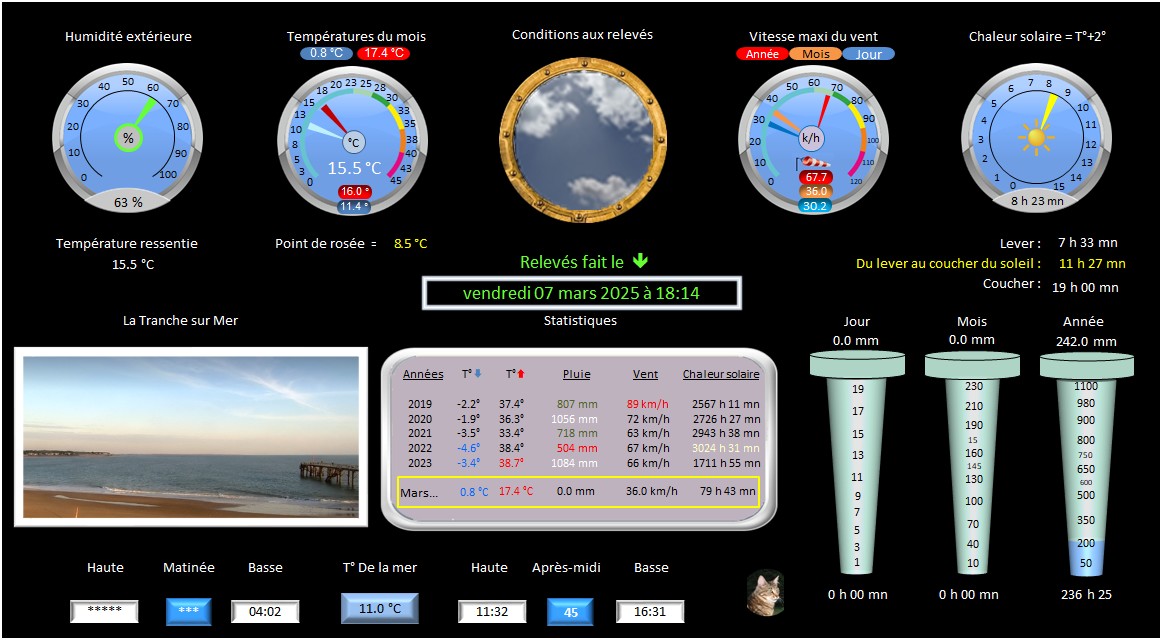 Humidité extérieure
Températures du mois
0.8 °C 17.4 °C
Conditions aux relevés
Vitesse maxi du vent
Année Mois Jour
Chaleur solaire = T°+2°
0 10 20 30 40 50 60 70 80 90 100
%
63 %
0 3 5 8 10 13 15 18 20 23 25 28 30 33 35 38 40 43 45
°C
15.5 °C
16.0 °
11.4 °
0 10 20 30 40 50 60 70 80 90 100 110 120
k/h
67.7
36.0
30.2
0 1 2 3 4 5 6 7 8 9 10 11 12 13 14 15
8 h 23 mn
Température ressentie
15.5 °C
Point de rosée = 8.5 °C
Relevés fait le
vendredi 07 mars 2025 à 18:14
Lever : 7 h 33 mn
Du lever au coucher du soleil : 11 h 27 mn
Coucher : 19 h 00 mn
La Tranche sur Mer
Statistiques
Années T° T° Pluie Vent Chaleur solaire
2019 -2.2° 37.4° 807 mm 89 km/h 2567 h 11 mn
2020 -1.9° 36.3° 1056 mm 72 km/h 2726 h 27 mn
2021 -3.5° 33.4° 718 mm 63 km/h 2943 h 38 mn
2022 -4.6° 38.4° 504 mm 67 km/h 3024 h 31 mn
2023 -3.4° 38.7° 1084 mm 66 km/h 1711 h 55 mn
Mars... 0.8 °C 17.4 °C 0.0 mm 36.0 km/h 79 h 43 mn
Jour
0.0 mm
19
17
15
13
11
9
7
5
3
1
0 h 00 mn
Mois
0.0 mm
230
210
190
15
160
145
130
100
70
40
10
0 h 00 mn
Année
242.0 mm
1100
980
900
800
750
650
600
500
350
200
50
236 h 25
Haute Matinée Basse
***** *** 04:02
T° De la mer
11.0 °C
Haute Après-midi Basse
11:32 45 16:31